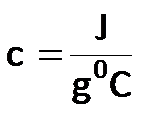 c = J / g⁰C